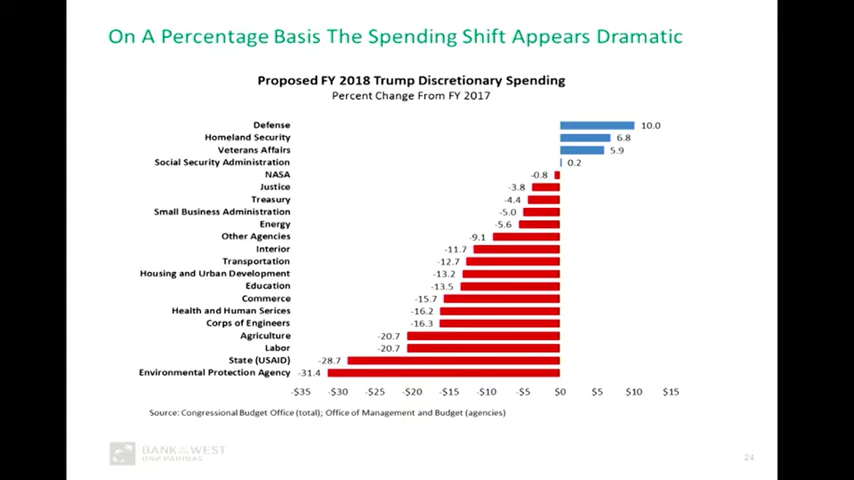 On A Percentage Basis The Spending Shift Appears Dramatic
Proposed FY 2018 Trump Discretionary Spending
Percent Change From FY 2017
Defense 10.0
Homeland Security 6.8
Veterans Affairs 5.9
Social Security Administration 0.2
NASA -0.8
Justice -3.8
Treasury -4.4
Small Business Administration -5.0
Energy -5.6
Other Agencies -9.1
Interior -11.7
Transportation -12.7
Housing and Urban Development -13.2
Education -13.5
Commerce -15.7
Health and Human Serices -16.2
Corps of Engineers -16.3
Agriculture -20.7
Labor -20.7
State (USAID) -28.7
Environmental Protection Agency -31.4
-$35 -$30 -$25 -$20 -$15 -$10 -$5 $0 $5 $10 $15
Source: Congressional Budget Office (total); Office of Management and Budget (agencies)
BANK OF THE WEST
BNP PARIBAS
24